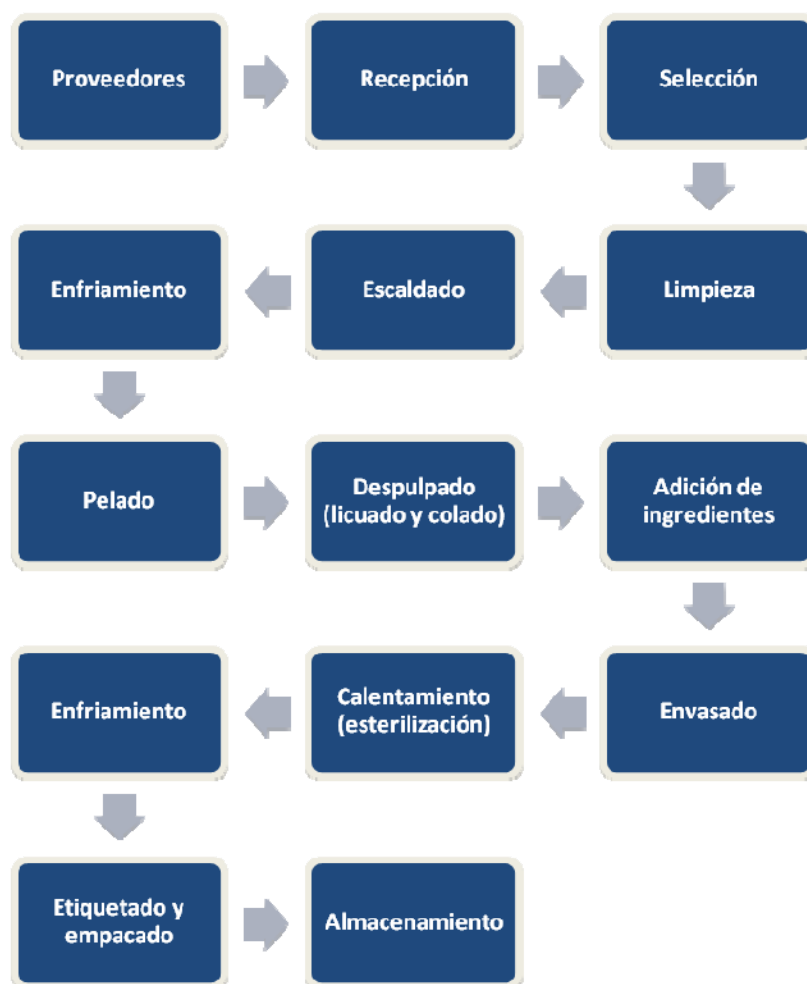 Proveedores
Recepción
Selección
Limpieza
Escaldado
Enfriamiento
Pelado
Despulpado
(licuado y colado)
Adición de
ingredientes
Envasado
Calentamiento
(esterilización)
Enfriamiento
Etiquetado y
empacado
Almacenamiento